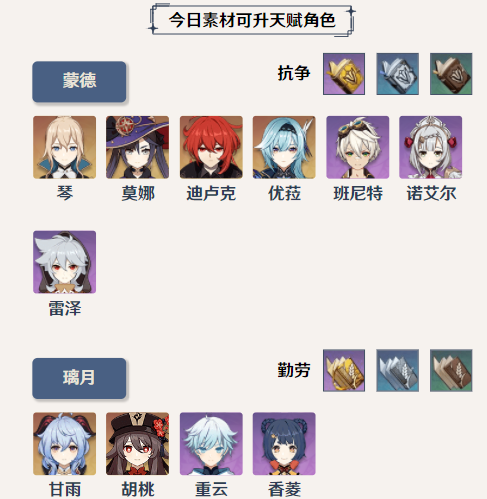 今日素材可升天赋角色
蒙德 抗争
琴 莫娜 迪卢克 优菈 班尼特 诺艾尔
雷泽
璃月 勤劳
甘雨 胡桃 重云 香菱